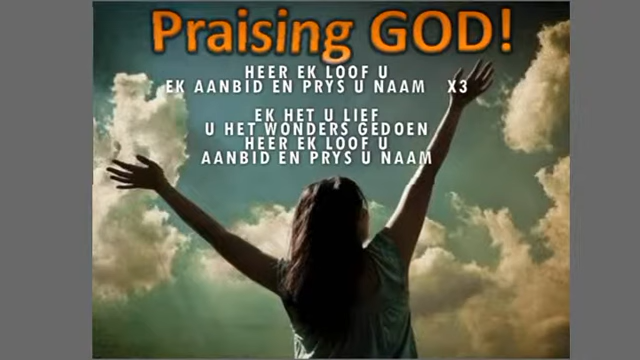 Praising GOD!
HEER EK LOOF U
EK AANBID EN PRYS U NAAM X3
EK HET U LIEF
U HET WONDERS GEDOEN
HEER EK LOOF U
AANBID EN PRYS U NAAM